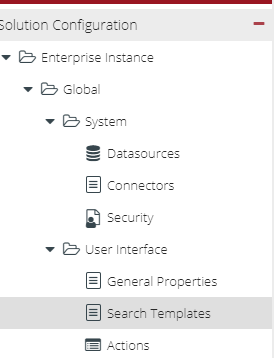 Solution Configuration
Enterprise Instance
Global
System
Datasources
Connectors
Security
User Interface
General Properties
Search Templates
Actions